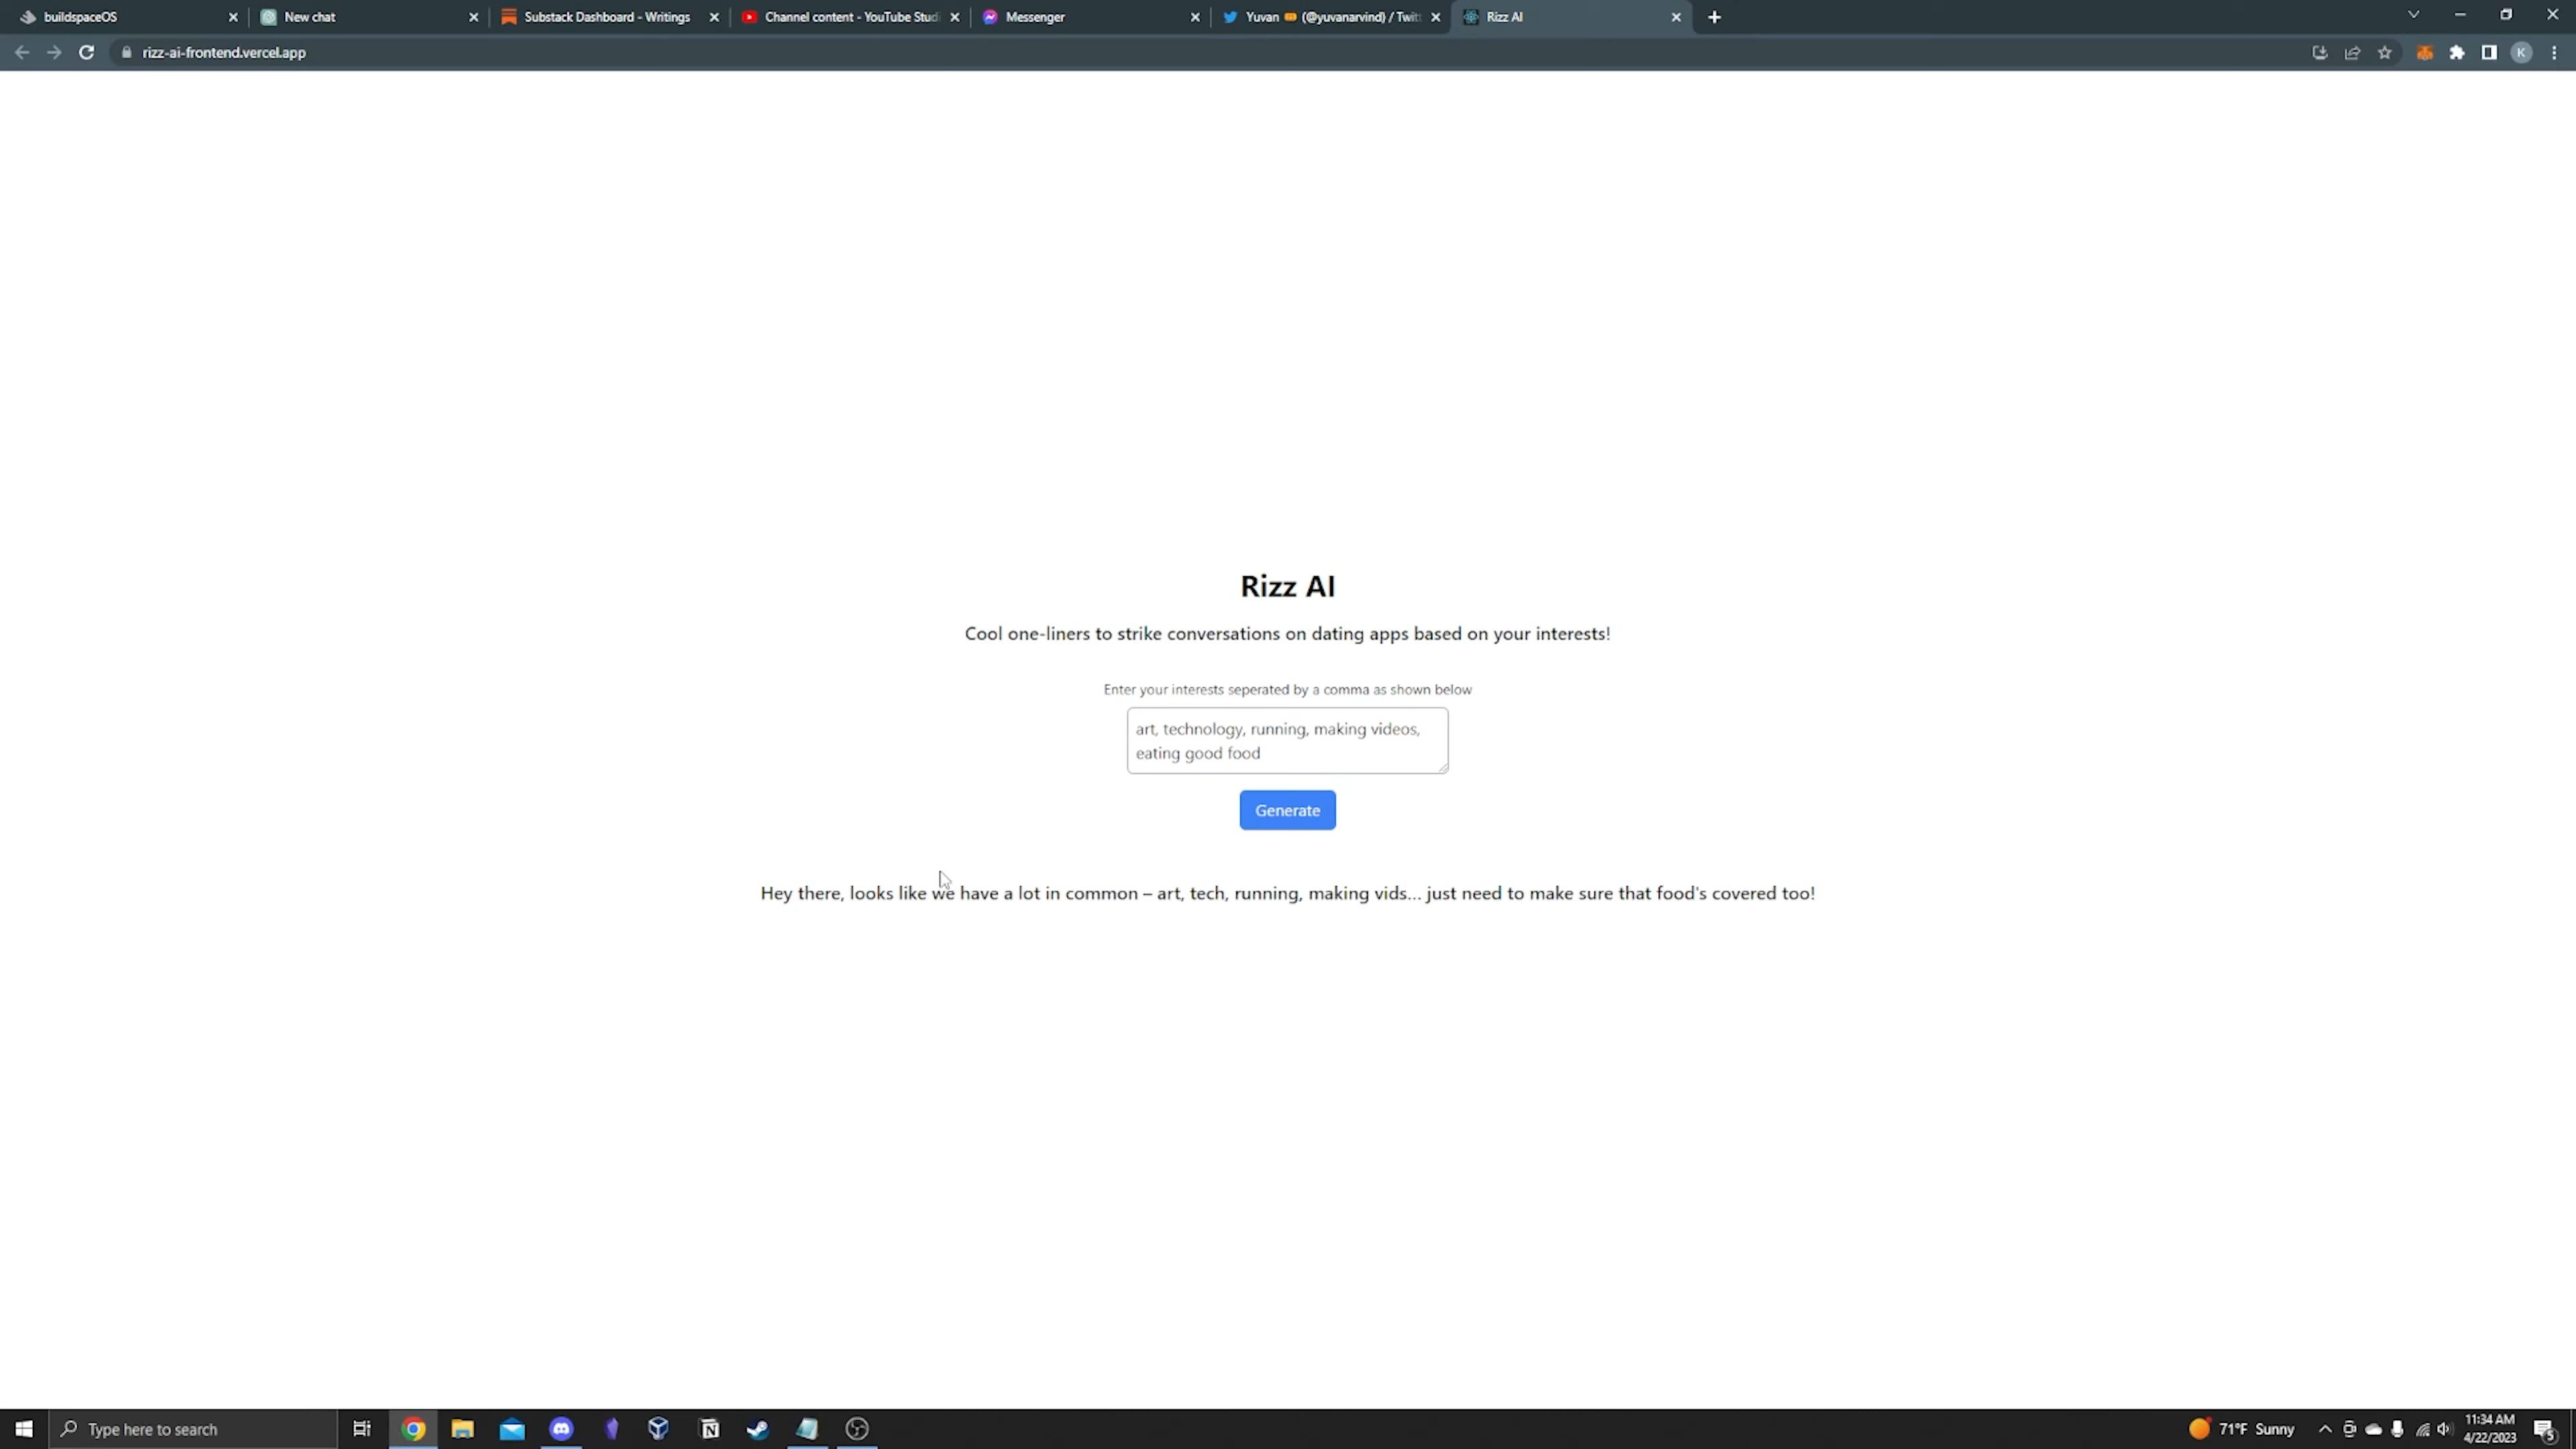 buildspaceOS
New chat
Substack Dashboard - Writings
Channel content - YouTube Studi
Messenger
Yuvan (@yuvanarvind) / Twitt
Rizz AI
rizz-ai-frontend.vercel.app
K
Rizz AI
Cool one-liners to strike conversations on dating apps based on your interests!
Enter your interests seperated by a comma as shown below
art, technology, running, making videos,
eating good food
Generate
Hey there, looks like we have a lot in common – art, tech, running, making vids... just need to make sure that food's covered too!
Type here to search
71°F Sunny
11:34 AM
4/22/2023
5